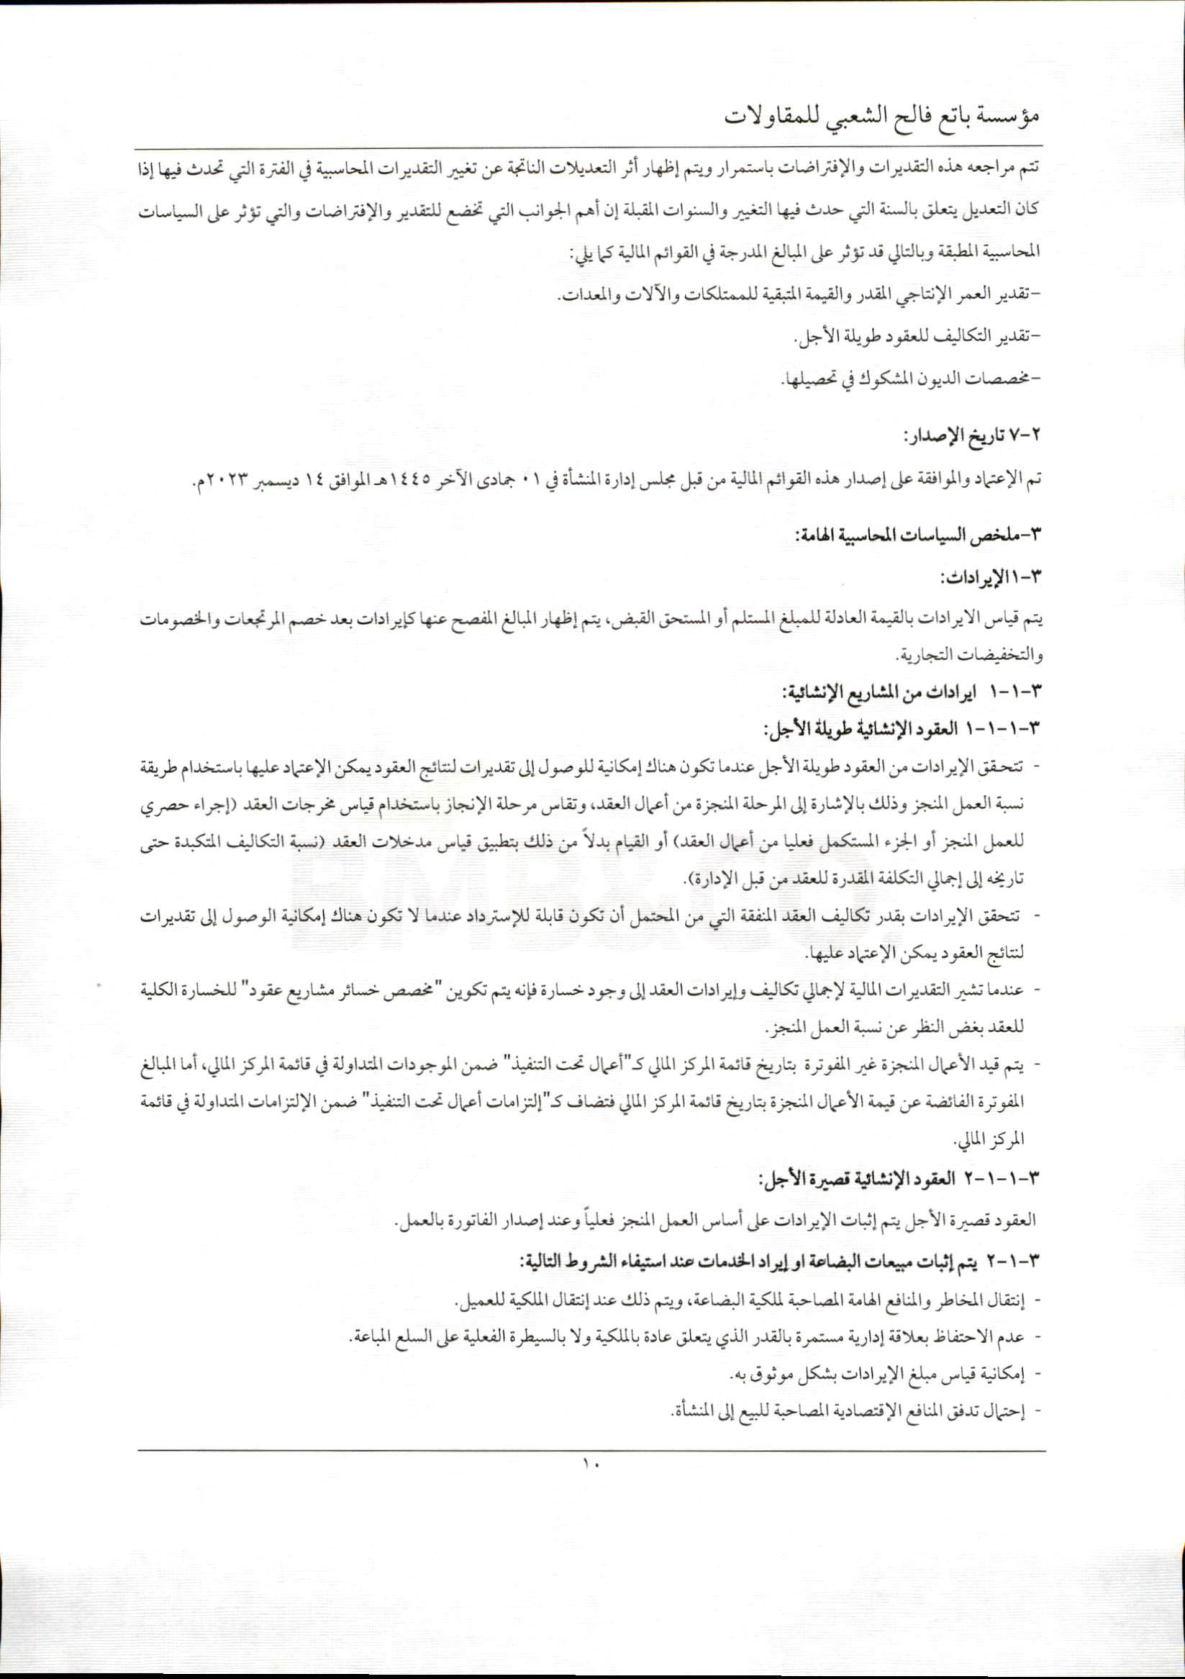 مؤسسة باتع فالح الشعبي للمقاولات
تتم مراجعه هذه التقديرات والإفتراضات باستمرار ويتم إظهار أثر التعديلات الناتجة عن تغيير التقديرات المحاسبية في الفترة التي تحدث فيها إذا
كان التعديل يتعلق بالسنة التي حدث فيها التغيير والسنوات المقبلة إن أهم الجوانب التي تخضع للتقدير والإفتراضات والتي تؤثر على السياسات
المحاسبية المطبقة وبالتالي قد تؤثر على المبالغ المدرجة في القوائم المالية كما يلي:
-تقدير العمر الإنتاجي المقدر والقيمة المتبقية للممتلكات والآلات والمعدات.
-تقدير التكاليف للعقود طويلة الأجل.
-مخصصات الديون المشكوك في تحصيلها.
٢-٧ تاريخ الإصدار:
تم الإعتماد والموافقة على إصدار هذه القوائم المالية من قبل مجلس إدارة المنشأة في ٠١ جمادى الآخر ١٤٤٥هـ الموافق ١٤ ديسمبر ٢٠٢٣م.
٣-ملخص السياسات المحاسبية الهامة:
٣-١الإيرادات:
يتم قياس الايرادات بالقيمة العادلة للمبلغ المستلم أو المستحق القبض، يتم إظهار المبالغ المفصح عنها كإيرادات بعد خصم المرتجعات والخصومات
والتخفيضات التجارية.
٣-١-١ ايرادات من المشاريع الإنشائية:
٣-١-١-١ العقود الإنشائية طويلة الأجل:
- تتحقق الإيرادات من العقود طويلة الأجل عندما تكون هناك إمكانية للوصول إلى تقديرات لنتائج العقود يمكن الإعتماد عليها باستخدام طريقة
نسبة العمل المنجز وذلك بالإشارة إلى المرحلة المنجزة من أعمال العقد، وتقاس مرحلة الإنجاز باستخدام قياس مخرجات العقد (إجراء حصري
للعمل المنجز أو الجزء المستكمل فعليا من أعمال العقد) أو القيام بدلاً من ذلك بتطبيق قياس مدخلات العقد (نسبة التكاليف المتكبدة حتى
تاريخه إلى إجمالي التكلفة المقدرة للعقد من قبل الإدارة).
- تتحقق الإيرادات بقدر تكاليف العقد المنفقة التي من المحتمل أن تكون قابلة للإسترداد عندما لا تكون هناك إمكانية الوصول إلى تقديرات
لنتائج العقود يمكن الإعتماد عليها.
- عندما تشير التقديرات المالية لإجمالي تكاليف وإيرادات العقد إلى وجود خسارة فإنه يتم تكوين "مخصص خسائر مشاريع عقود" للخسارة الكلية
للعقد بغض النظر عن نسبة العمل المنجز.
- يتم قيد الأعمال المنجزة غير المفوترة بتاريخ قائمة المركز المالي كـ"أعمال تحت التنفيذ" ضمن الموجودات المتداولة في قائمة المركز المالي، أما المبالغ
المفوترة الفائضة عن قيمة الأعمال المنجزة بتاريخ قائمة المركز المالي فتضاف كـ"إلتزامات أعمال تحت التنفيذ" ضمن الإلتزامات المتداولة في قائمة
المركز المالي.
٣-١-١-٢ العقود الإنشائية قصيرة الأجل:
العقود قصيرة الأجل يتم إثبات الإيرادات على أساس العمل المنجز فعلياً وعند إصدار الفاتورة بالعمل.
٣-١-٢ يتم إثبات مبيعات البضاعة او إيراد الخدمات عند استيفاء الشروط التالية:
- إنتقال المخاطر والمنافع الهامة المصاحبة لملكية البضاعة، ويتم ذلك عند إنتقال الملكية للعميل.
- عدم الاحتفاظ بعلاقة إدارية مستمرة بالقدر الذي يتعلق عادة بالملكية ولا بالسيطرة الفعلية على السلع المباعة.
- إمكانية قياس مبلغ الإيرادات بشكل موثوق به.
- إحتمال تدفق المنافع الإقتصادية المصاحبة للبيع إلى المنشأة.
١٠